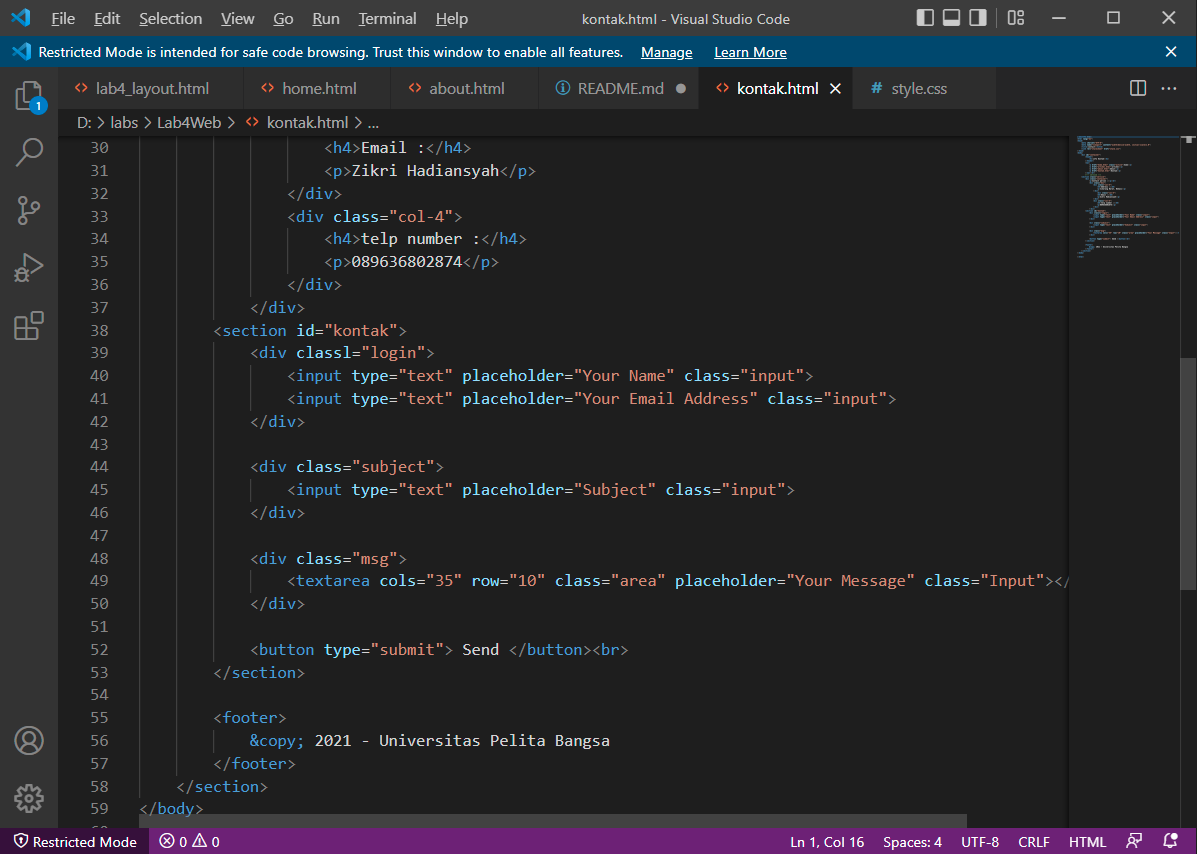 File Edit Selection View Go Run Terminal Help kontak.html - Visual Studio Code
Restricted Mode is intended for safe code browsing. Trust this window to enable all features. Manage Learn More
lab4_layout.html home.html about.html README.md kontak.html # style.css
1
D: > labs > Lab4Web > kontak.html > ...
30 <h4>Email :</h4>
31 <p>Zikri Hadiansyah</p>
32 </div>
33 <div class="col-4">
34 <h4>telp number :</h4>
35 <p>089636802874</p>
36 </div>
37 </div>
38 <section id="kontak">
39 <div classl="login">
40 <input type="text" placeholder="Your Name" class="input">
41 <input type="text" placeholder="Your Email Address" class="input">
42 </div>
43
44 <div class="subject">
45 <input type="text" placeholder="Subject" class="input">
46 </div>
47
48 <div class="msg">
49 <textarea cols="35" row="10" class="area" placeholder="Your Message" class="Input"></
50 </div>
51
52 <button type="submit"> Send </button><br>
53 </section>
54
55 <footer>
56 &copy; 2021 - Universitas Pelita Bangsa
57 </footer>
58 </section>
59 </body>
Restricted Mode 0 0 Ln 1, Col 16 Spaces: 4 UTF-8 CRLF HTML